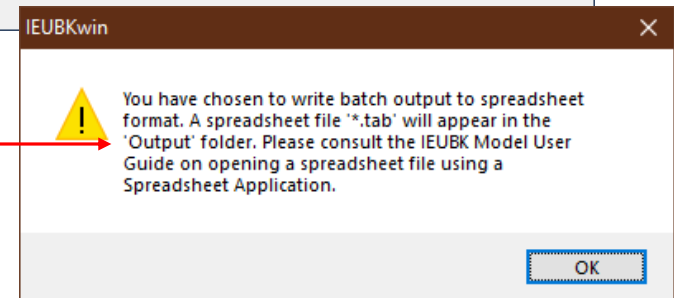 IEUBKwin
You have chosen to write batch output to spreadsheet
format. A spreadsheet file '*.tab' will appear in the
'Output' folder. Please consult the IEUBK Model User
Guide on opening a spreadsheet file using a
Spreadsheet Application.
OK